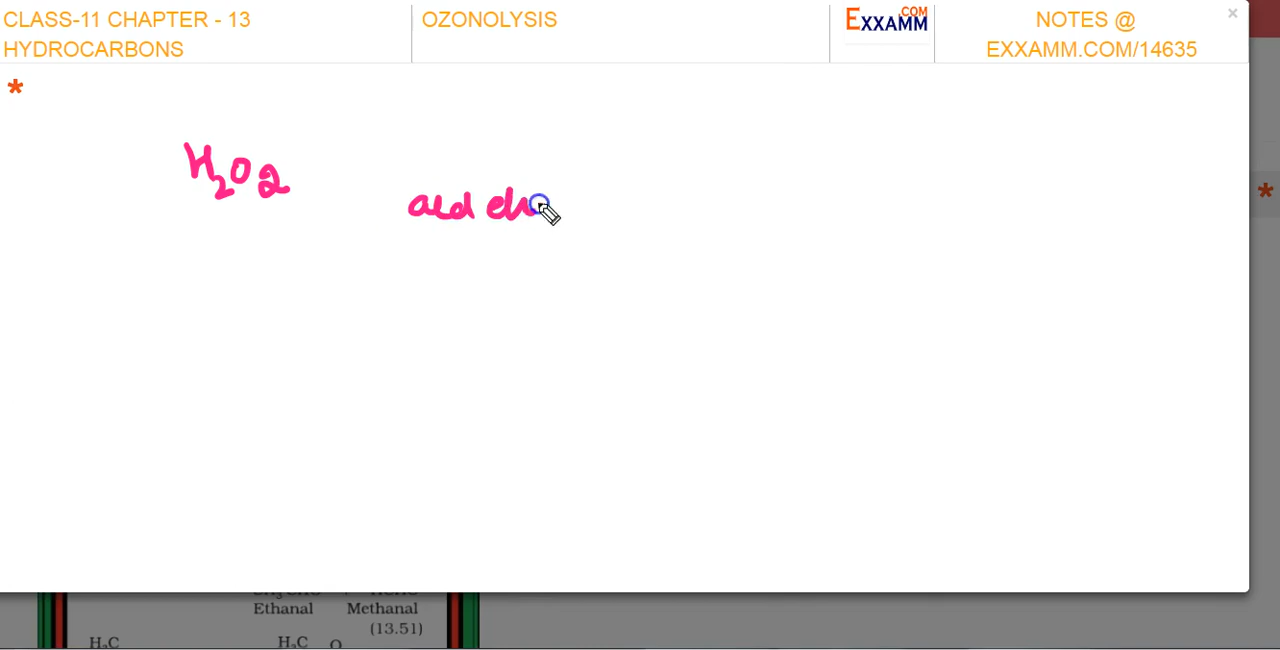 CLASS-11 CHAPTER - 13
HYDROCARBONS
OZONOLYSIS
EXXAMM.COM
NOTES @
EXXAMM.COM/14635
×
*
H₂O₂
ald eh
*
Ethanal Methanal
(13.51)
H₃C H₃C O